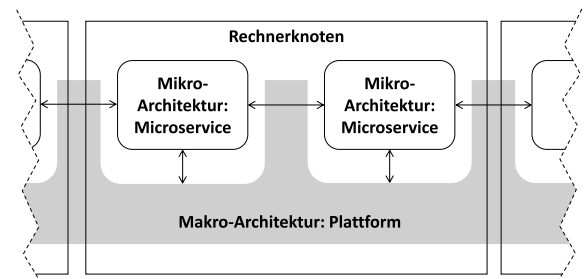 Rechnerknoten
Mikro-
Architektur:
Microservice
Mikro-
Architektur:
Microservice
Makro-Architektur: Plattform